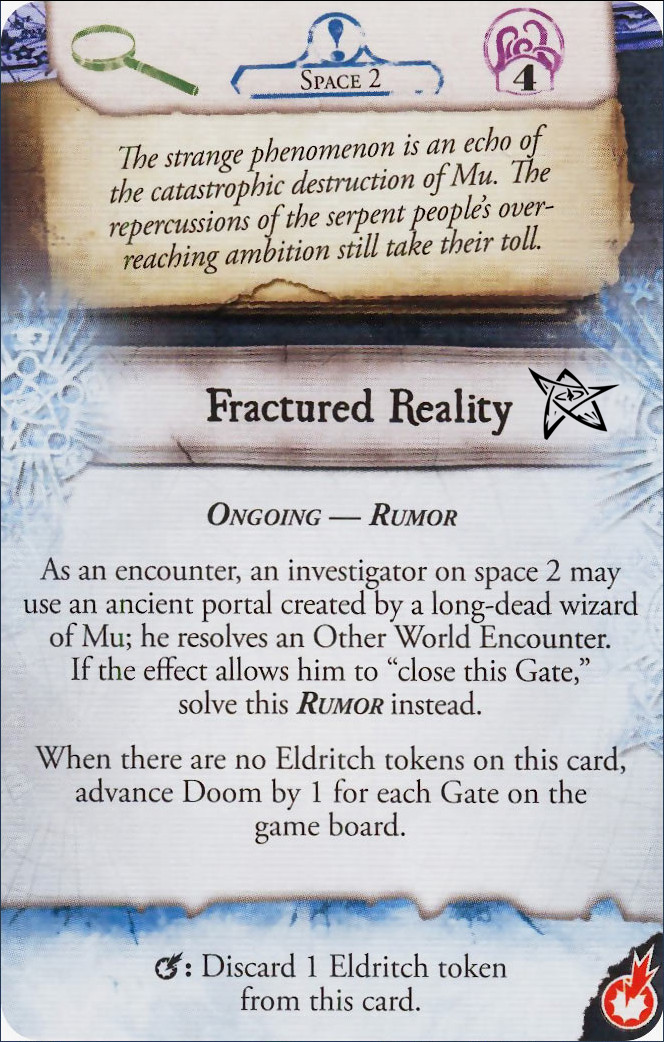 SPACE 2
4
The strange phenomenon is an echo of
the catastrophic destruction of Mu. The
repercussions of the serpent people's over-
reaching ambition still take their toll.
Fractured Reality
ONGOING — RUMOR
As an encounter, an investigator on space 2 may
use an ancient portal created by a long-dead wizard
of Mu; he resolves an Other World Encounter.
If the effect allows him to “close this Gate,”
solve this RUMOR instead.
When there are no Eldritch tokens on this card,
advance Doom by 1 for each Gate on the
game board.
: Discard 1 Eldritch token
from this card.